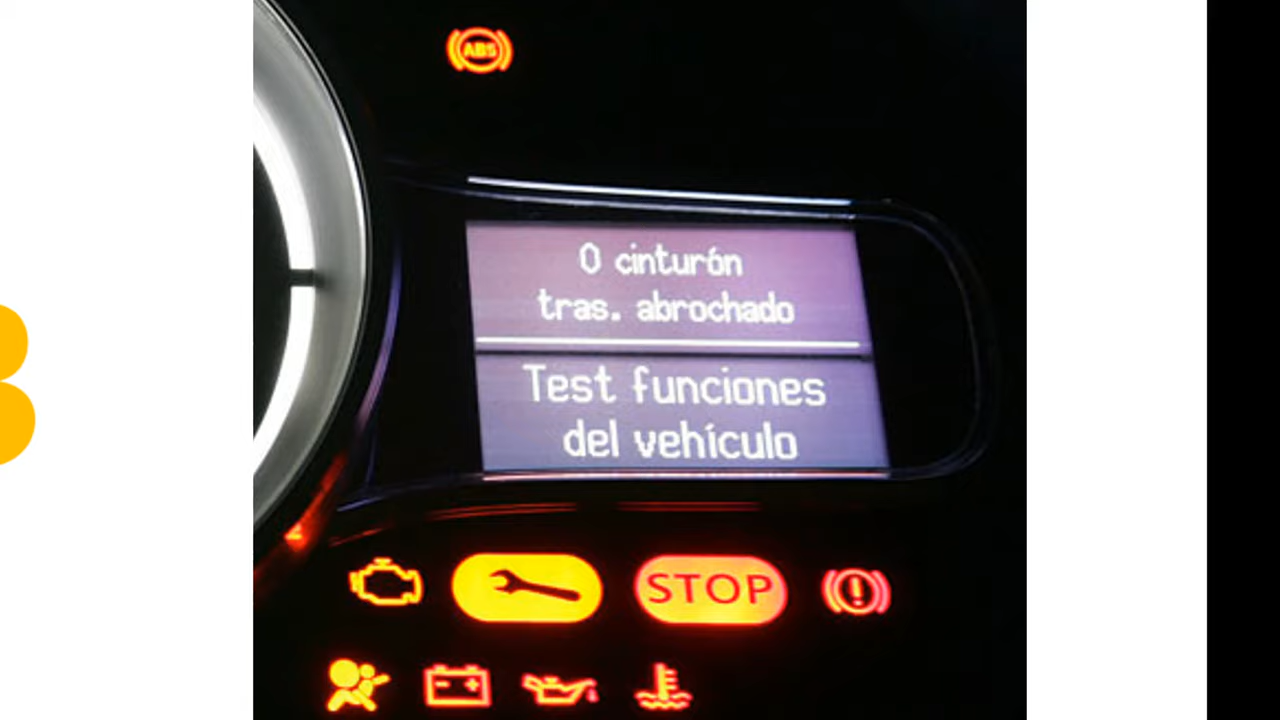 ABS
0 cinturón
tras. abrochado
Test funciones
del vehículo
STOP